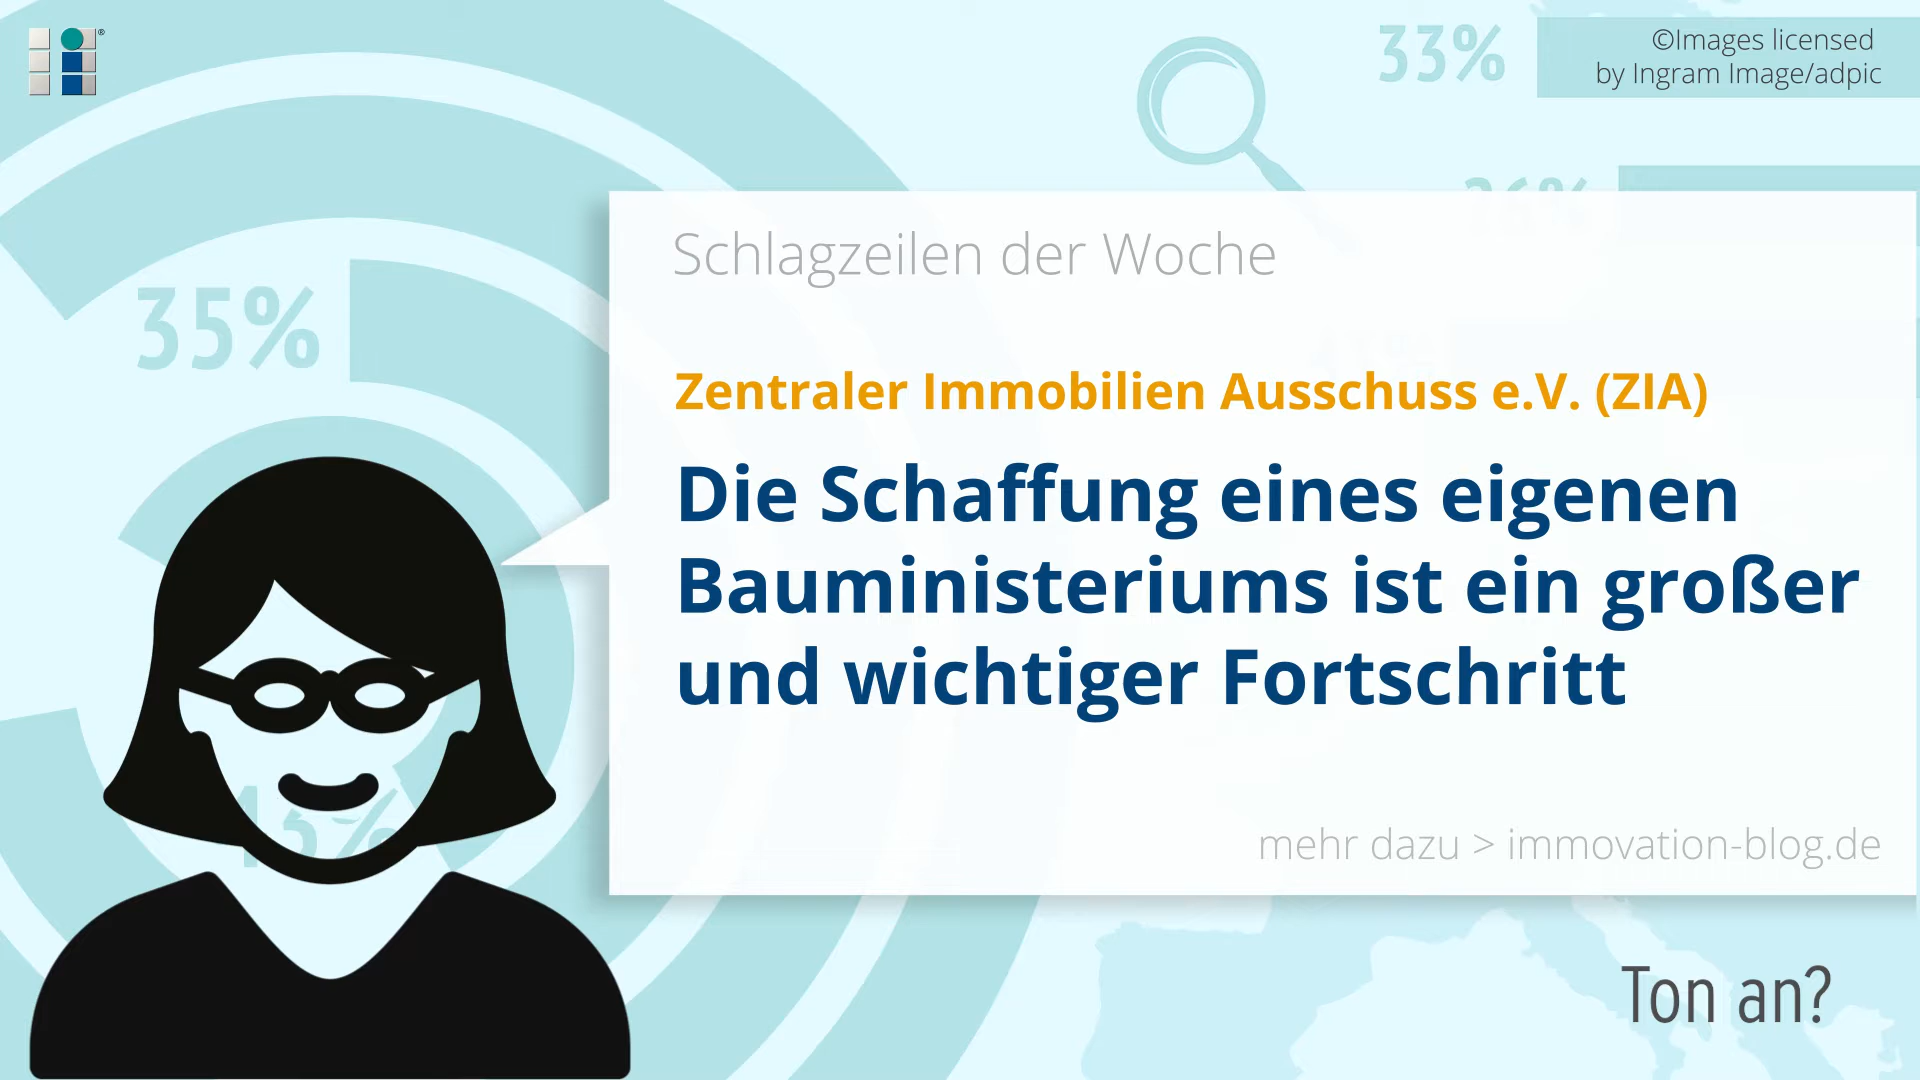 33%
©Images licensed
by Ingram Image/adpic
26%
Schlagzeilen der Woche
35%
Zentraler Immobilien Ausschuss e.V. (ZIA)
Die Schaffung eines eigenen
Bauministeriums ist ein großer
und wichtiger Fortschritt
mehr dazu > immovation-blog.de
Ton an?